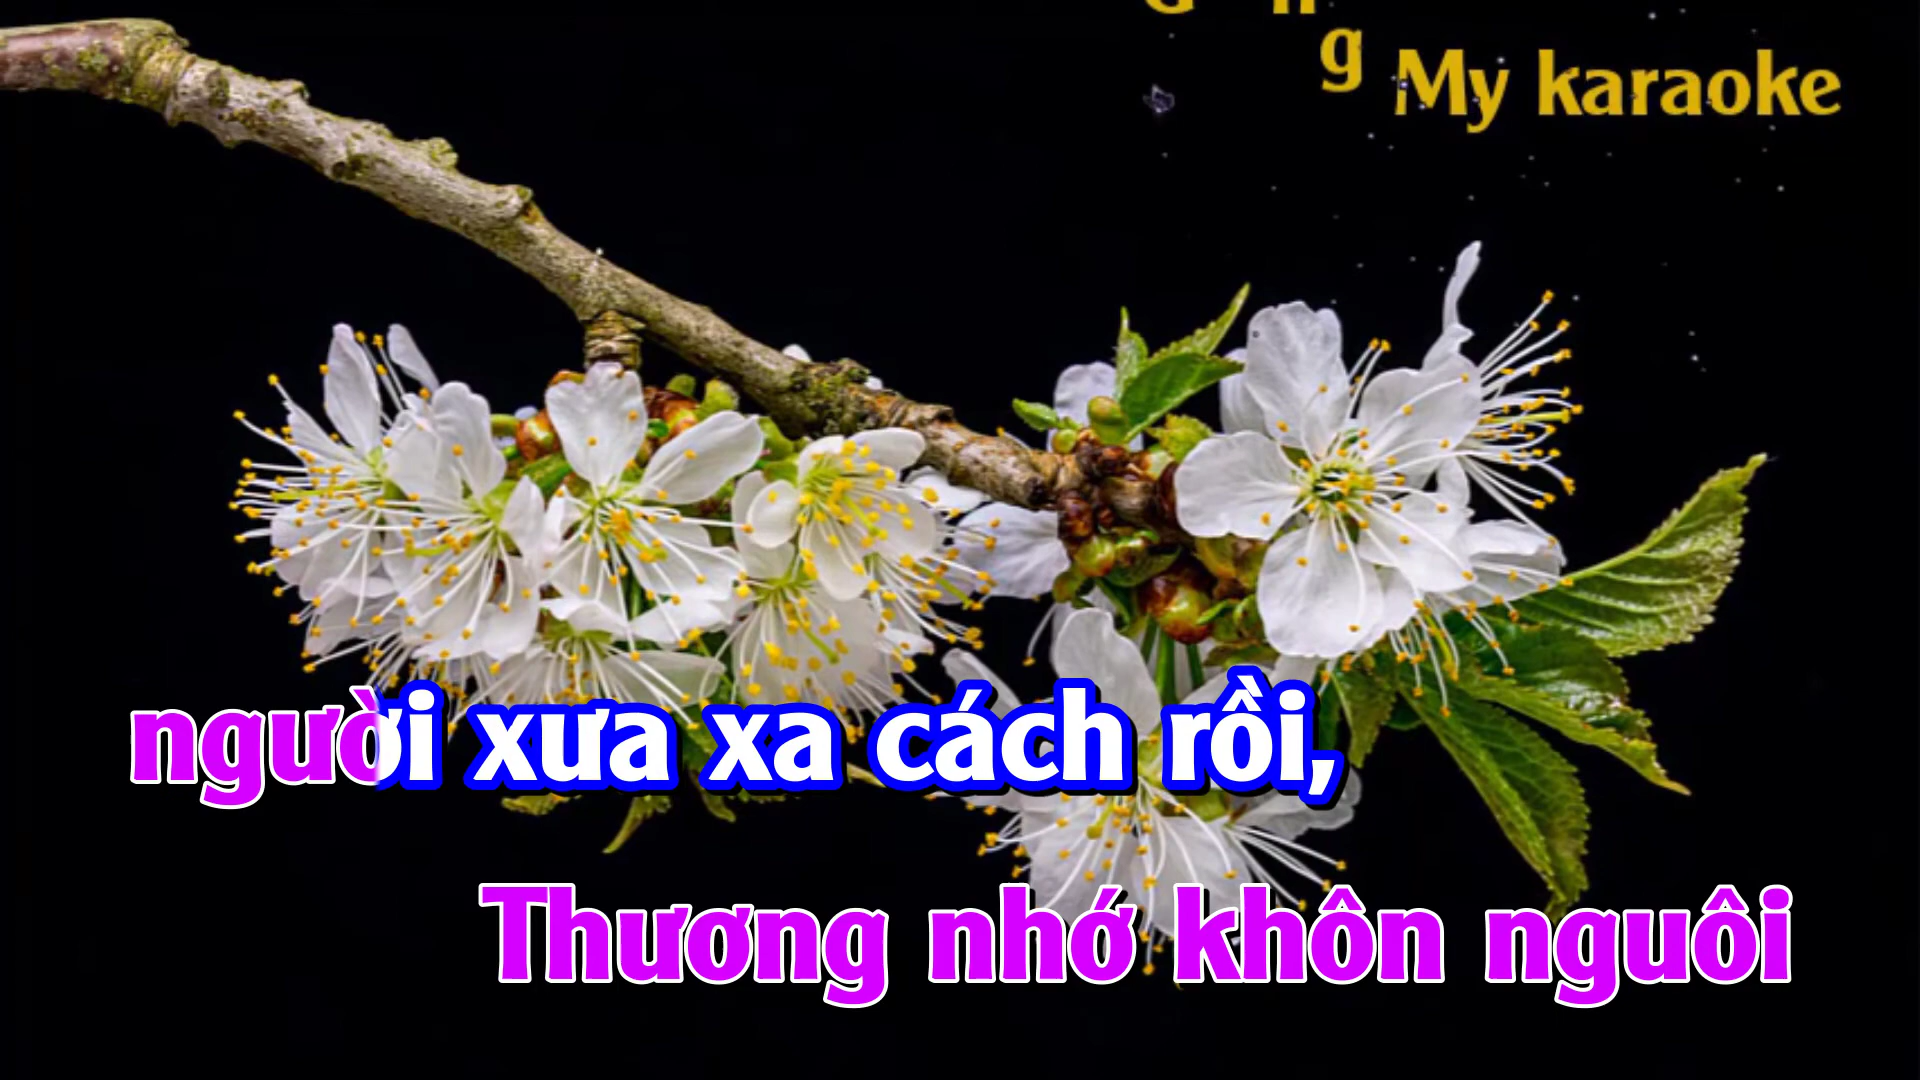 g My karaoke
người xưa xa cách rồi,
Thương nhớ khôn nguôi